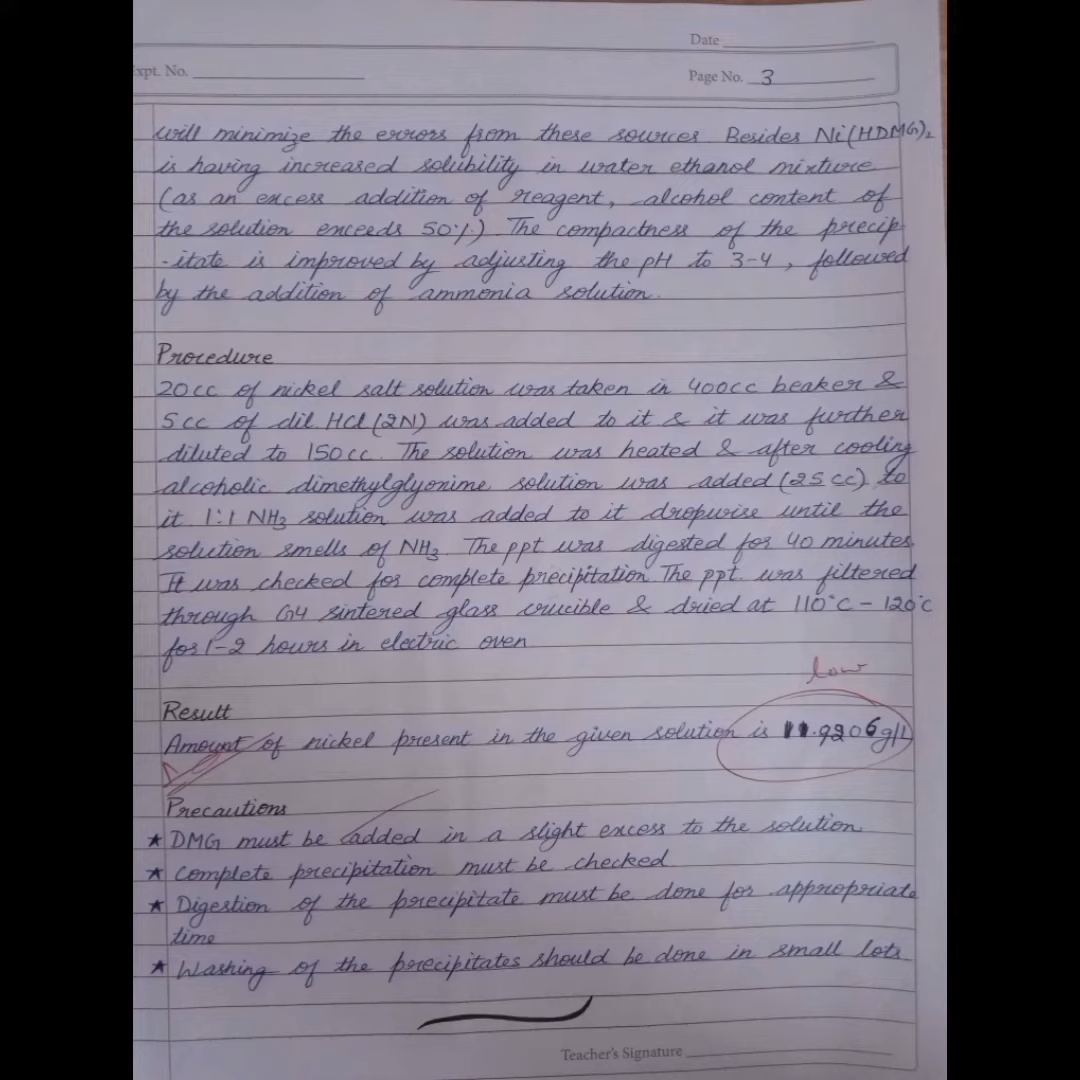 Date
Expt. No.
Page No. 3
will minimize the errors from these sources Besides Ni(HDMG)₂
is having increased solubility in water ethanol mixture
(as an excess addition of reagent, alcohol content of
the solution exceeds 50%.) The compactness of the precip
-itate is improved by adjusting the pH to 3-4, followed
by the addition of ammonia solution.
Procedure
20cc of nickel salt solution was taken in 400cc beaker &
5cc of dil HCl (2N) was added to it & it was further
diluted to 150cc. The solution was heated & after cooling
alcoholic dimethylglyonime solution was added (25 cc) to
it 1:1 NH₃ solution was added to it dropwise until the
solution smells of NH₃. The ppt was digested for 40 minutes
It was checked for complete precipitation The ppt. was filtered
through G4 sintered glass crucible & dried at 110°C - 120°C
for 1-2 hours in electric oven
low
Result
Amount of nickel present in the given solution is 11.9206g/L
Precautions
★ DMG must be added in a slight excess to the solution
★ Complete precipitation must be checked
★ Digestion of the precipitate must be done for appropriate
time
★ Washing of the precipitates should be done in small lots
Teacher's Signature